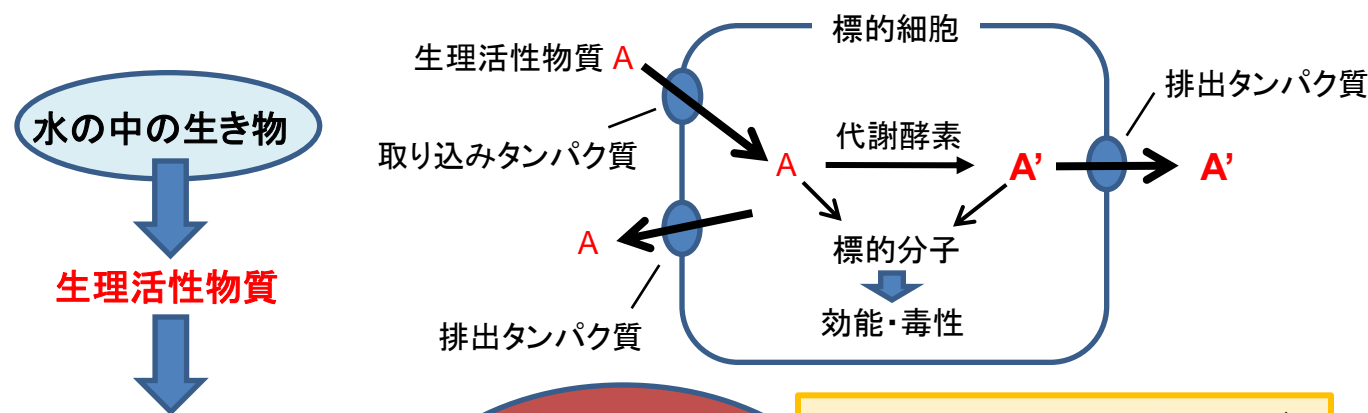 標的細胞
生理活性物質 A
排出タンパク質
水の中の生き物
代謝酵素
取り込みタンパク質
A
A’
A’
A
標的分子
生理活性物質
効能・毒性
排出タンパク質